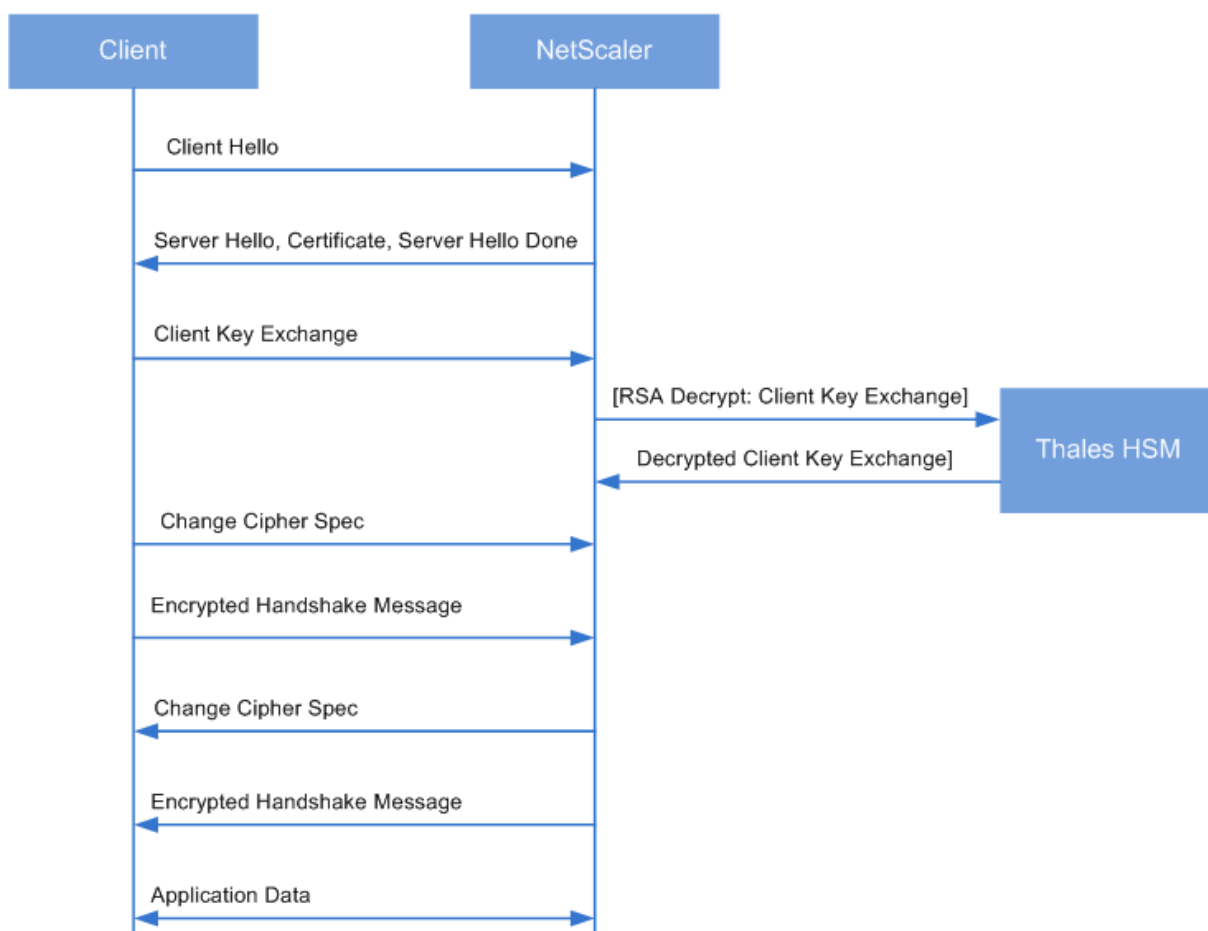 Client
NetScaler
Client Hello
Server Hello, Certificate, Server Hello Done
Client Key Exchange
[RSA Decrypt: Client Key Exchange]
Thales HSM
Decrypted Client Key Exchange]
Change Cipher Spec
Encrypted Handshake Message
Change Cipher Spec
Encrypted Handshake Message
Application Data